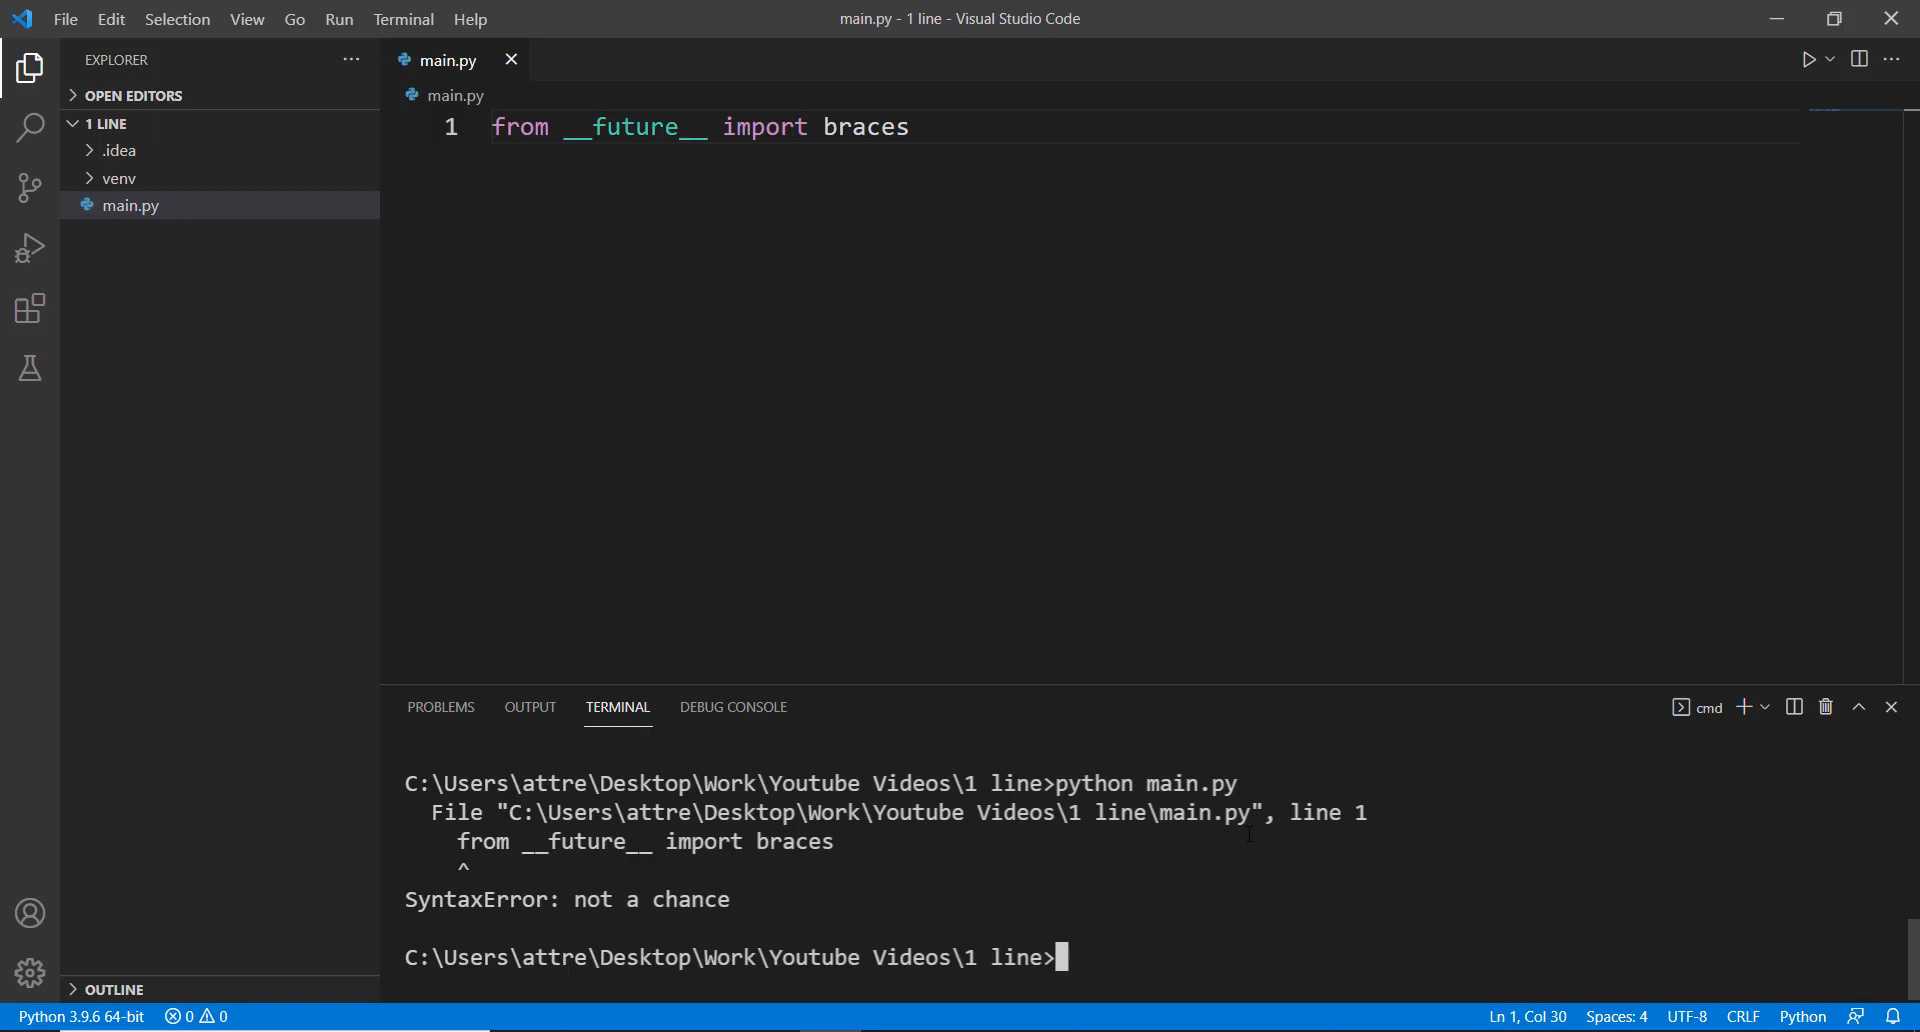 File Edit Selection View Go Run Terminal Help
main.py - 1 line - Visual Studio Code
EXPLORER
OPEN EDITORS
1 LINE
.idea
venv
main.py
OUTLINE
main.py
main.py
1 from __future__ import braces
PROBLEMS OUTPUT TERMINAL DEBUG CONSOLE
cmd
C:\Users\attre\Desktop\Work\Youtube Videos\1 line>python main.py
File "C:\Users\attre\Desktop\Work\Youtube Videos\1 line\main.py", line 1
from __future__ import braces
^
SyntaxError: not a chance
C:\Users\attre\Desktop\Work\Youtube Videos\1 line>
Python 3.9.6 64-bit 0 0 Ln 1, Col 30 Spaces: 4 UTF-8 CRLF Python